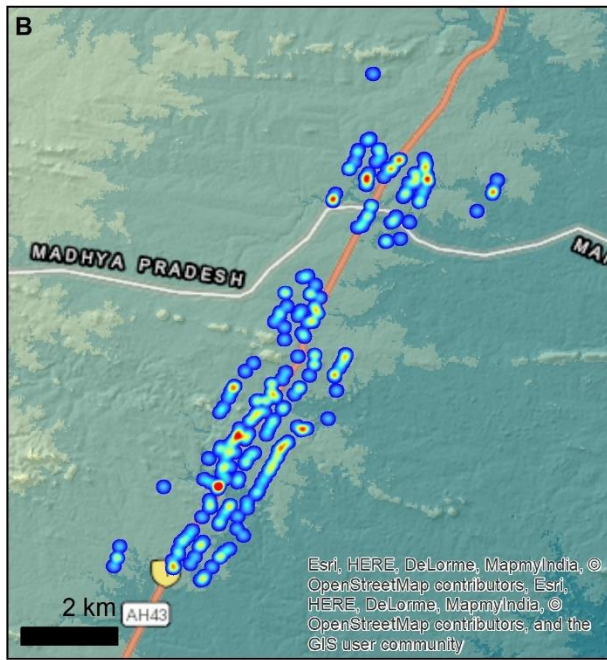 B
MADHYA PRADESH
MA
Esri, HERE, DeLorme, MapmyIndia, ©
OpenStreetMap contributors, Esri,
HERE, DeLorme, MapmyIndia, ©
OpenStreetMap contributors, and the
GIS user community
2 km
AH43